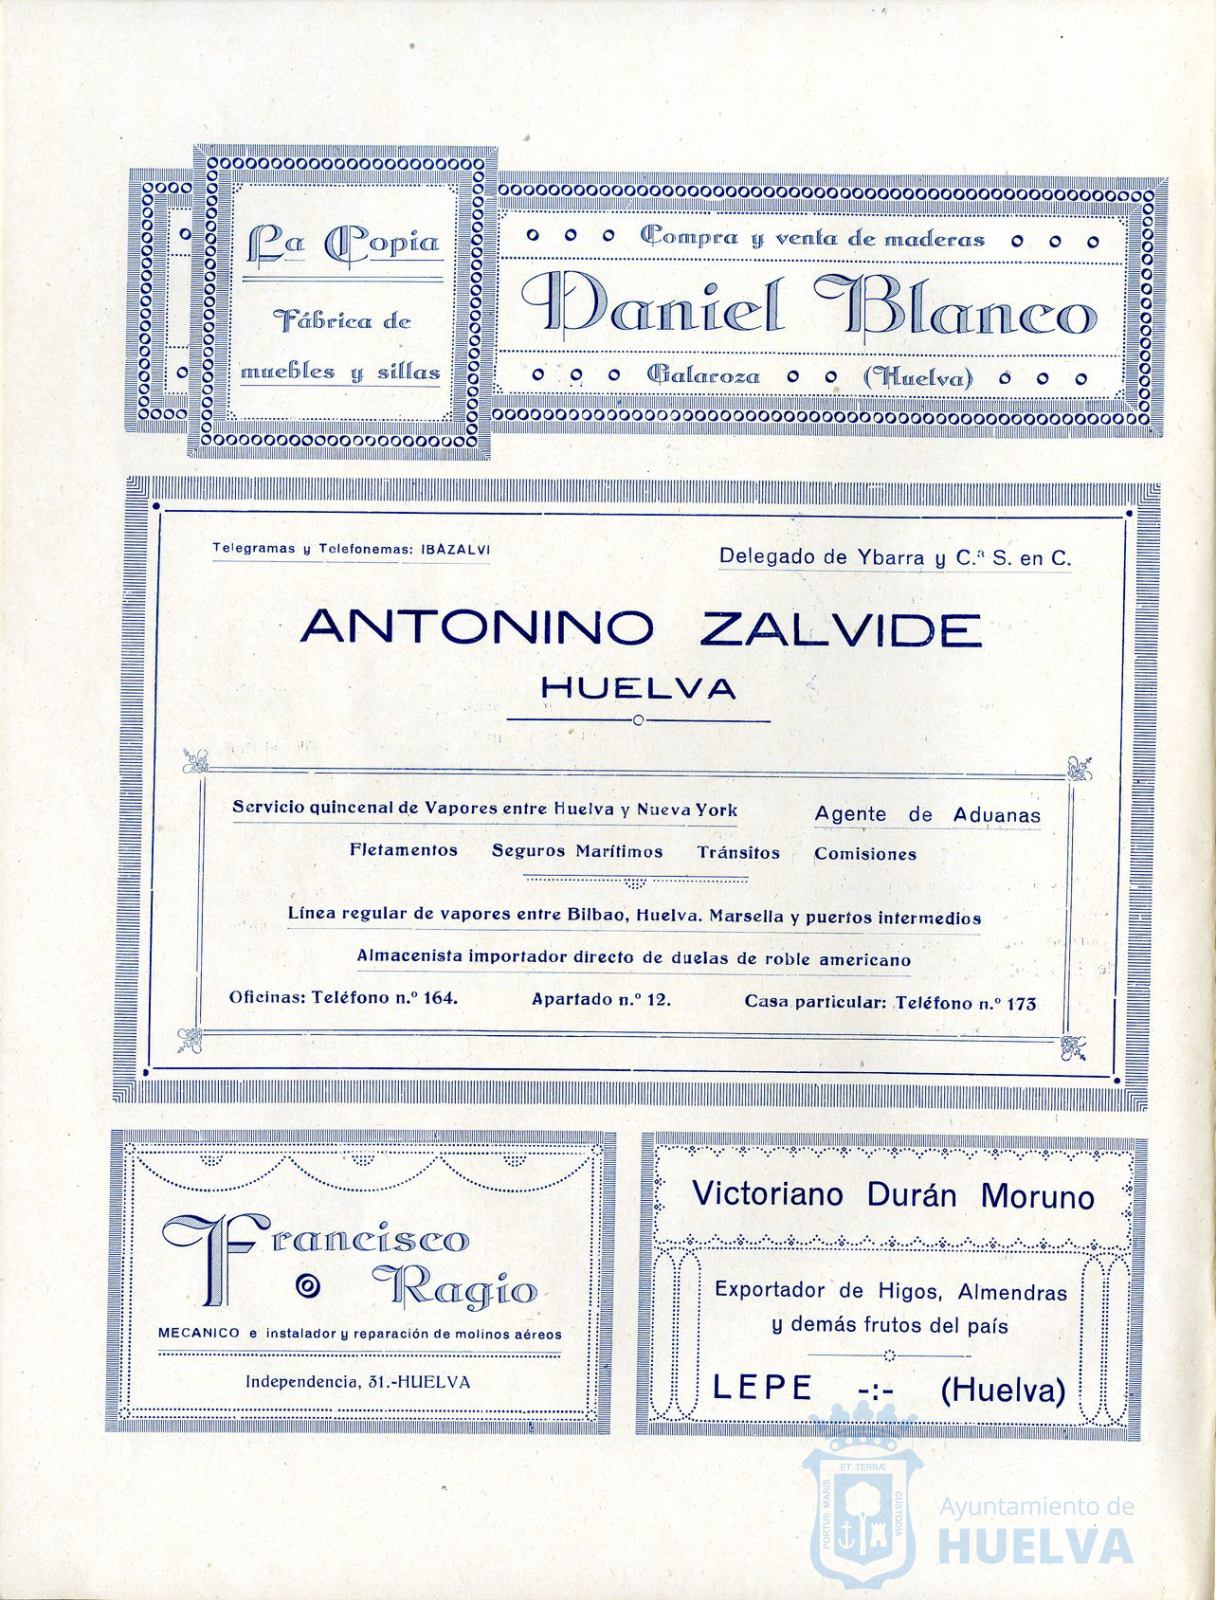 La Copia
Fábrica de
muebles y sillas
Compra y venta de maderas
Daniel Blanco
Galaroza (Huelva)
Telegramas y Telefonemas: IBAZALVI
Delegado de Ybarra y C.ª S. en C.
ANTONINO ZALVIDE
HUELVA
Servicio quincenal de Vapores entre Huelva y Nueva York
Agente de Aduanas
Fletamentos Seguros Marítimos Tránsitos Comisiones
Línea regular de vapores entre Bilbao, Huelva. Marsella y puertos intermedios
Almacenista importador directo de duelas de roble americano
Oficinas: Teléfono n.º 164. Apartado n.º 12. Casa particular: Teléfono n.º 173
Francisco
Ragio
MECANICO e instalador y reparación de molinos aéreos
Independencia, 31.-HUELVA
Victoriano Durán Moruno
Exportador de Higos, Almendras
y demás frutos del país
LEPE -:- (Huelva)
PORTUS MARIS
ET TERRÆ
CUSTODIA
Ayuntamiento de
HUELVA